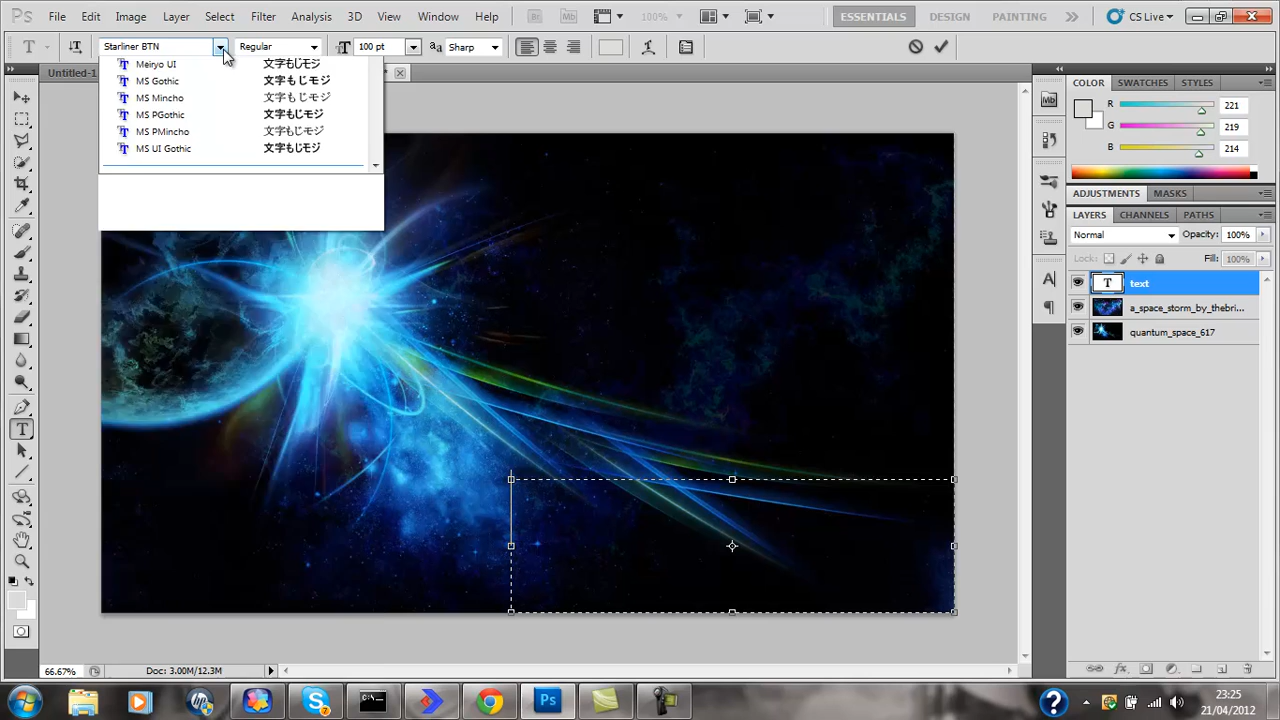 Ps File Edit Image Layer Select Filter Analysis 3D View Window Help Br Mb 100% ESSENTIALS DESIGN PAINTING CS Live
T Starliner BTN Regular 100 pt Sharp
Untitled-1
Meiryo UI 文字もじモジ
MS Gothic 文字もじモジ
MS Mincho 文字もじモジ
MS PGothic 文字もじモジ
MS PMincho 文字もじモジ
MS UI Gothic 文字もじモジ
COLOR SWATCHES STYLES
R 221
G 219
B 214
ADJUSTMENTS MASKS
LAYERS CHANNELS PATHS
Normal Opacity: 100%
Lock: Fill: 100%
T text
a_space_storm_by_thebri...
quantum_space_617
66.67% Doc: 3.00M/12.3M
23:25
21/04/2012